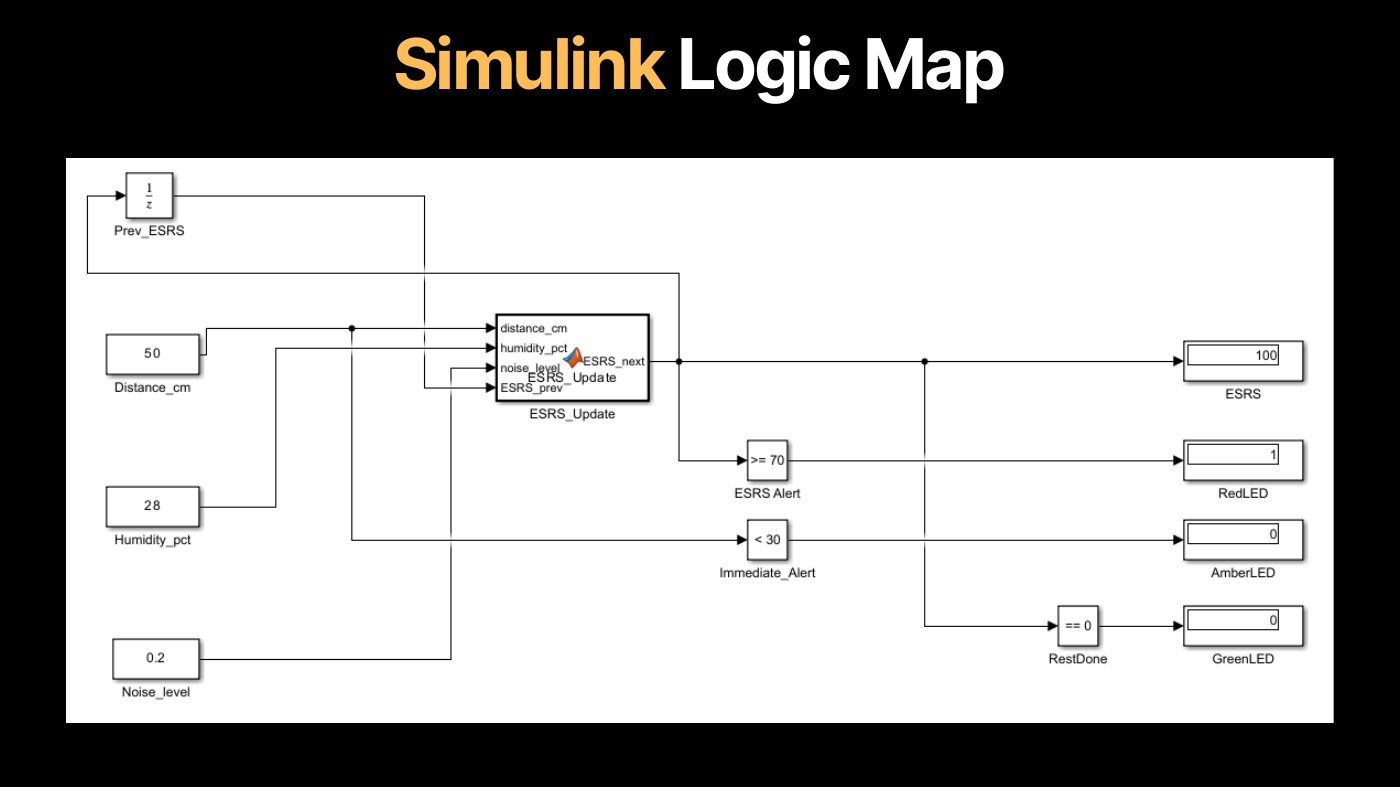 Simulink Logic Map
1
z
Prev_ESRS
50
Distance_cm
28
Humidity_pct
0.2
Noise_level
distance_cm
humidity_pct
noise_level
ESRS_prev
ESRS_next
ESRS_Update
ESRS_Update
>= 70
ESRS Alert
< 30
Immediate_Alert
== 0
RestDone
100
ESRS
1
RedLED
0
AmberLED
0
GreenLED